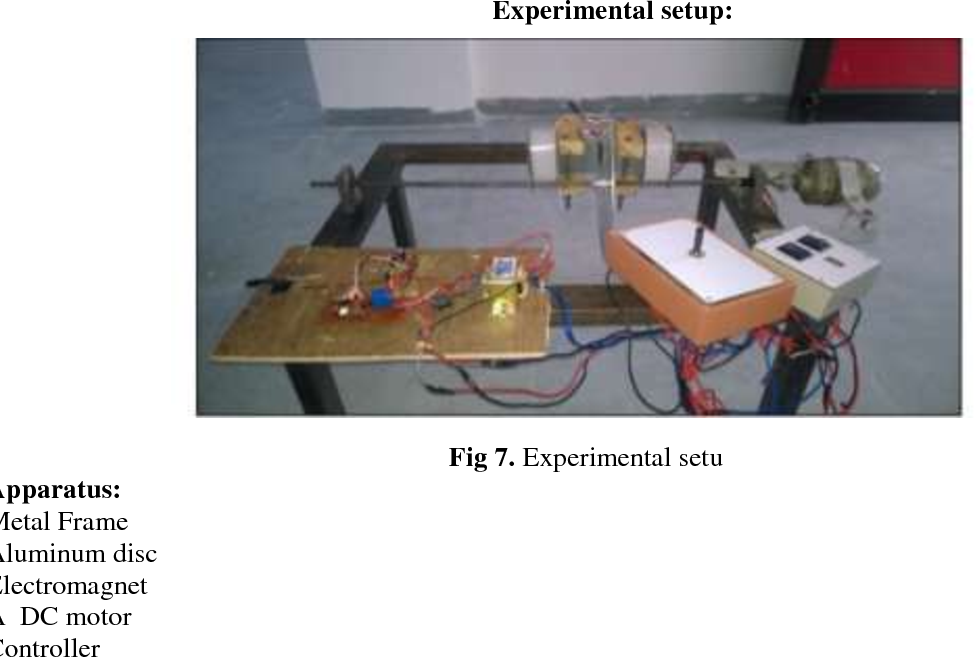 Experimental setup:
Fig 7. Experimental setu
Apparatus:
Metal Frame
Aluminum disc
Electromagnet
A DC motor
Controller